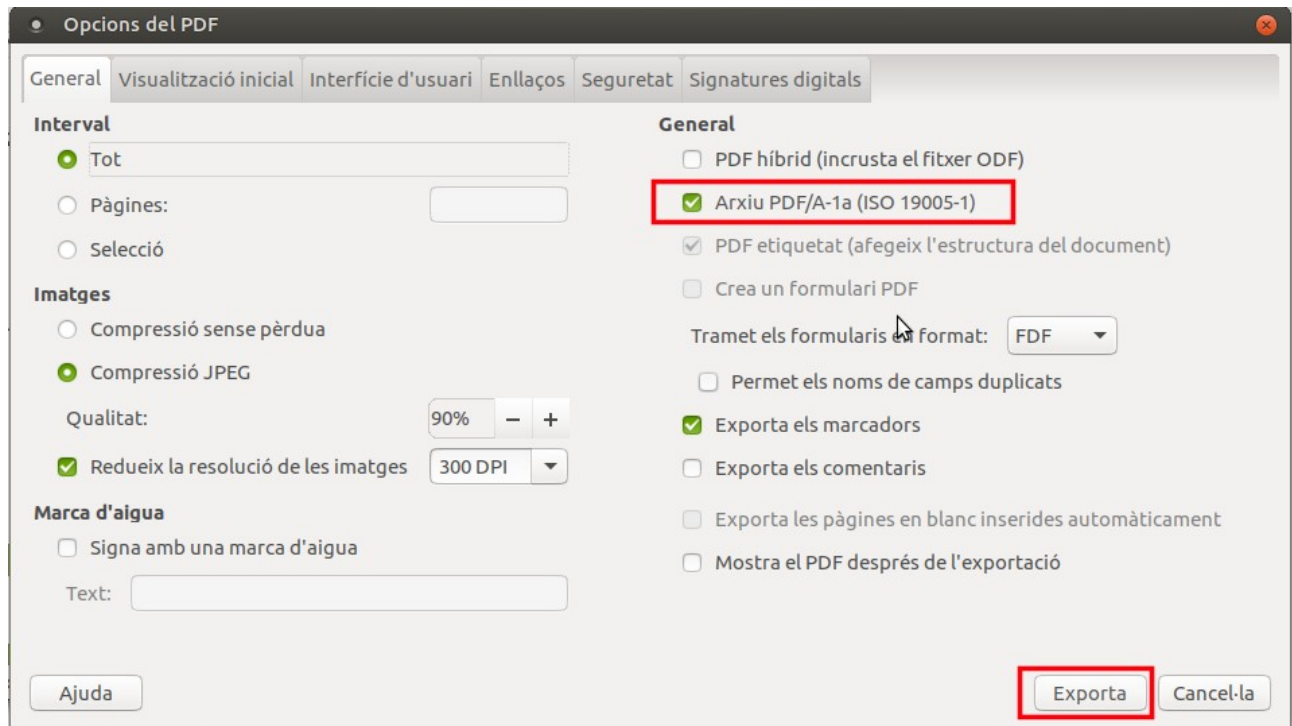 Opcions del PDF
General Visualització inicial Interfície d'usuari Enllaços Seguretat Signatures digitals
Interval
Tot
Pàgines:
Selecció
Imatges
Compressió sense pèrdua
Compressió JPEG
Qualitat: 90% − +
Redueix la resolució de les imatges 300 DPI
Marca d'aigua
Signa amb una marca d'aigua
Text:
General
PDF híbrid (incrusta el fitxer ODF)
Arxiu PDF/A-1a (ISO 19005-1)
PDF etiquetat (afegeix l'estructura del document)
Crea un formulari PDF
Tramet els formularis en format: FDF
Permet els noms de camps duplicats
Exporta els marcadors
Exporta els comentaris
Exporta les pàgines en blanc inserides automàticament
Mostra el PDF després de l'exportació
Ajuda Exporta Cancel·la